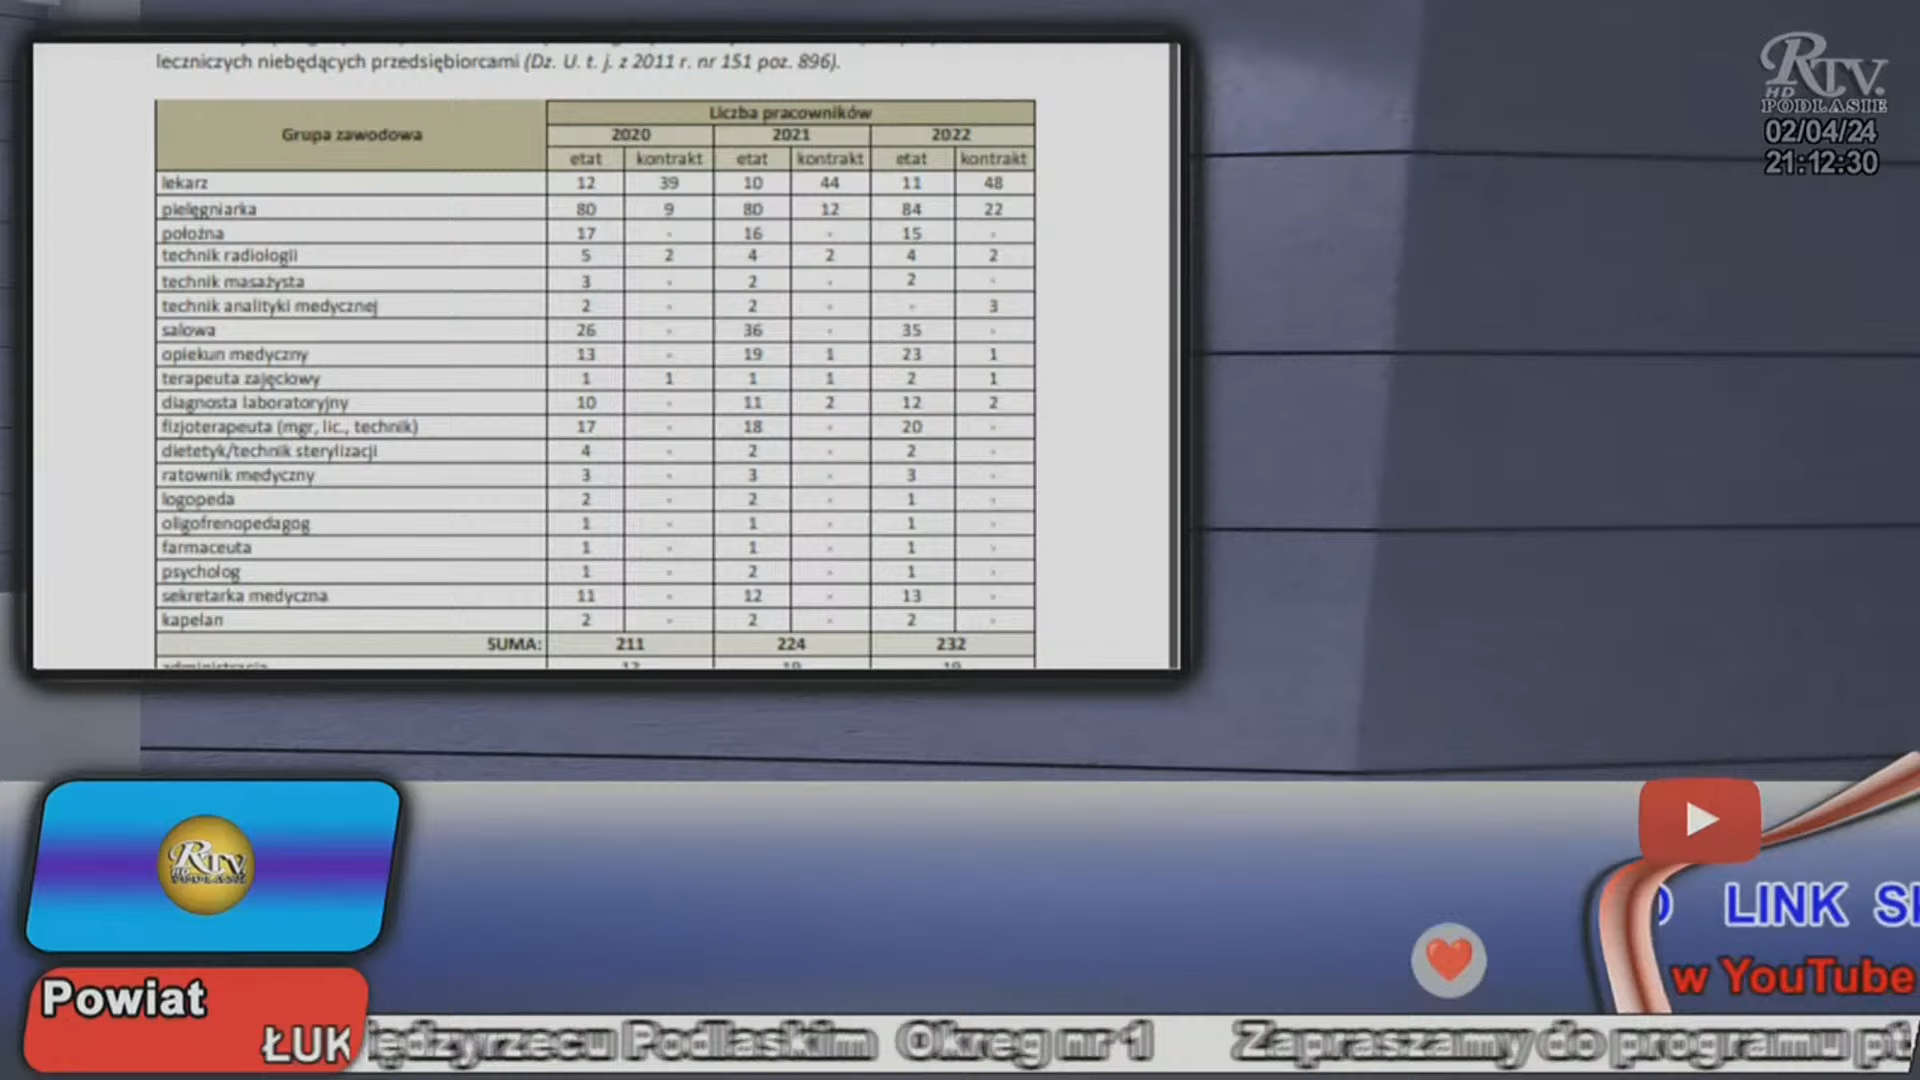 leczniczych niebędących przedsiębiorcami (Dz. U. t. j. z 2011 r. nr 151 poz. 896).
Grupa zawodowa Liczba pracowników
2020 2021 2022
etat kontrakt etat kontrakt etat kontrakt
lekarz 12 39 10 44 11 48
pielęgniarka 80 9 80 12 84 22
położna 17 - 16 - 15 -
technik radiologii 5 2 4 2 4 2
technik masażysta 3 - 2 - 2 -
technik analityki medycznej 2 - 2 - - 3
salowa 26 - 36 - 35 -
opiekun medyczny 13 - 19 1 23 1
terapeuta zajęciowy 1 1 1 1 2 1
diagnosta laboratoryjny 10 - 11 2 12 2
fizjoterapeuta (mgr, lic., technik) 17 - 18 - 20 -
dietetyk/technik sterylizacji 4 - 2 - 2 -
ratownik medyczny 3 - 3 - 3 -
logopeda 2 - 2 - 1 -
oligofrenopedagog 1 - 1 - 1 -
farmaceuta 1 - 1 - 1 -
psycholog 1 - 2 - 1 -
sekretarka medyczna 11 - 12 - 13 -
kapelan 2 - 2 - 2 -
SUMA: 211 224 232
RTV
HD
PODLASIE
02/04/24
21:12:30
RTV
HD PODLASIE
LINK
w YouTube
Powiat
ŁUK
iędzyrzecu Podlaskim Okreg nr 1 Zapraszamy do programu pt